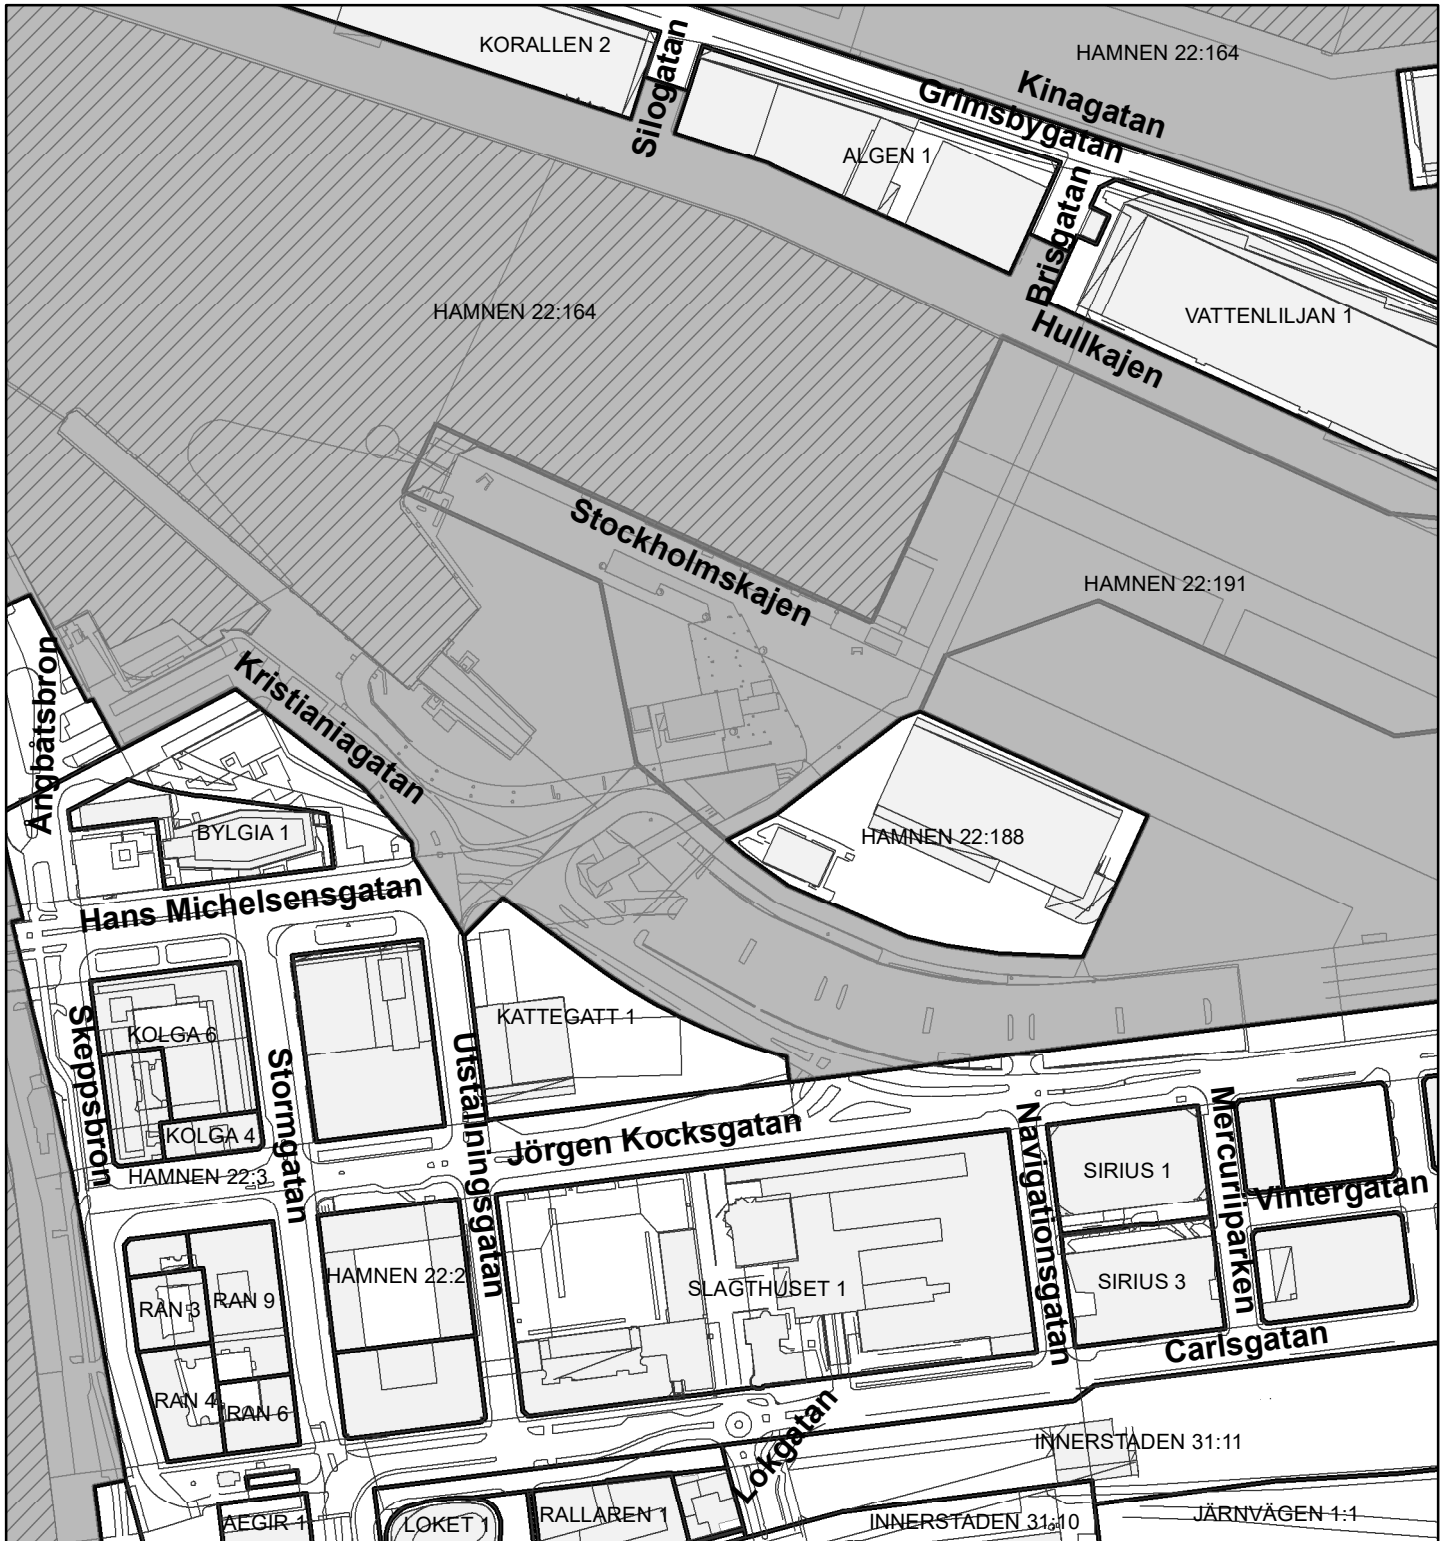 KORALLEN 2
Silogatan
HAMNEN 22:164
Kinagatan
Grimsbygatan
ALGEN 1
Brisgatan
HAMNEN 22:164
VATTENLILJAN 1
Hullkajen
Stockholmskajen
HAMNEN 22:191
Ångbåtsbron
Kristianiagatan
BYLGIA 1
HAMNEN 22:188
Hans Michelsensgatan
Skeppsbron
KOLGA 6
Stormgatan
Utställningsgatan
KATTEGATT 1
KOLGA 4
Jörgen Kocksgatan
Navigationsgatan
Mercuriiparken
HAMNEN 22:3
SIRIUS 1
Vintergatan
HAMNEN 22:2
RAN 3
RAN 9
SLAGTHUSET 1
SIRIUS 3
Carlsgatan
RAN 4
RAN 6
Lokgatan
INNERSTADEN 31:11
AEGIR 1
LOKET 1
RALLAREN 1
INNERSTADEN 31:10
JÄRNVÄGEN 1:1